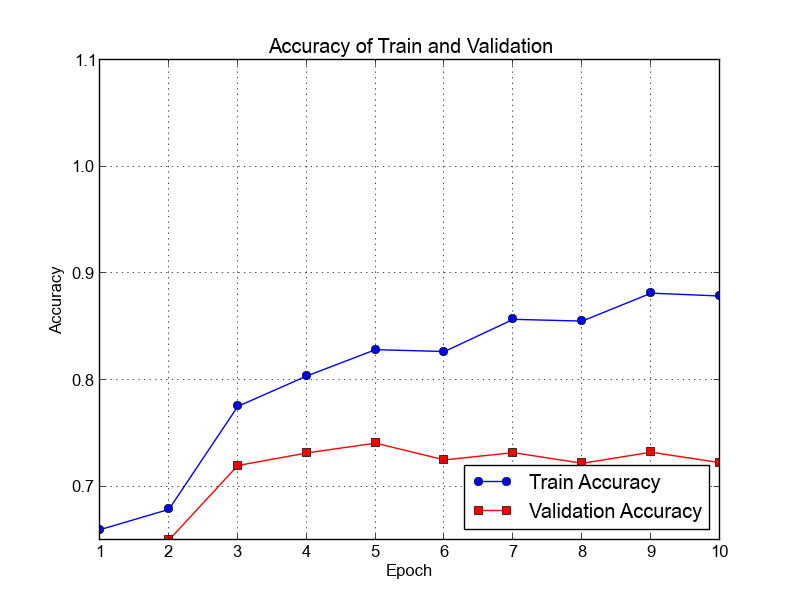 Accuracy of Train and Validation
1.1
1.0
0.9
0.8
0.7
Accuracy
Train Accuracy
Validation Accuracy
1 2 3 4 5 6 7 8 9 10
Epoch